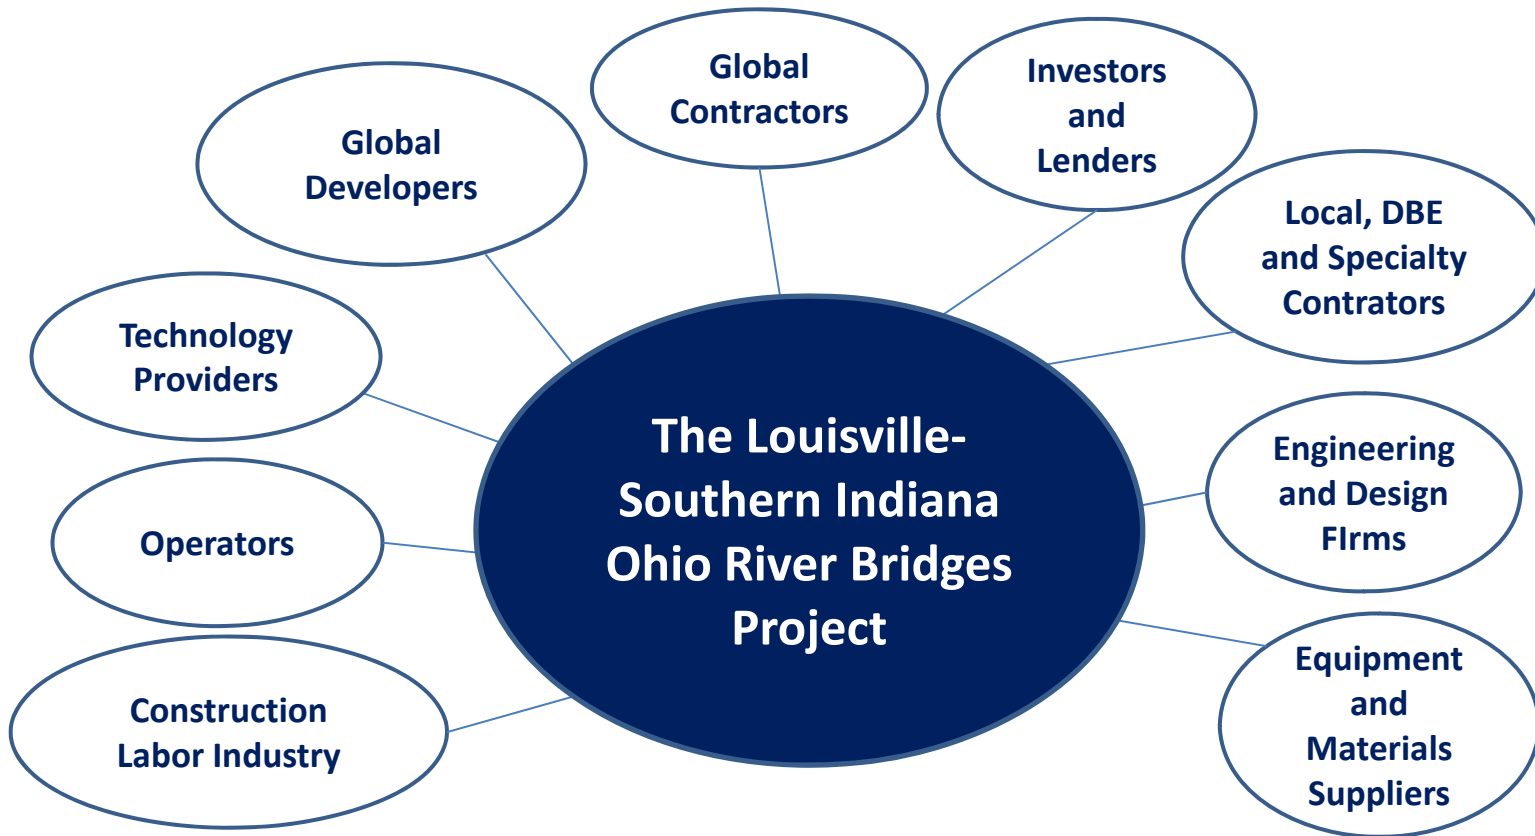 Global
Contractors
Investors
and
Lenders
Global
Developers
Local, DBE
and Specialty
Contrators
Technology
Providers
The Louisville-
Southern Indiana
Ohio River Bridges
Project
Engineering
and Design
FIrms
Operators
Equipment
and
Materials
Suppliers
Construction
Labor Industry